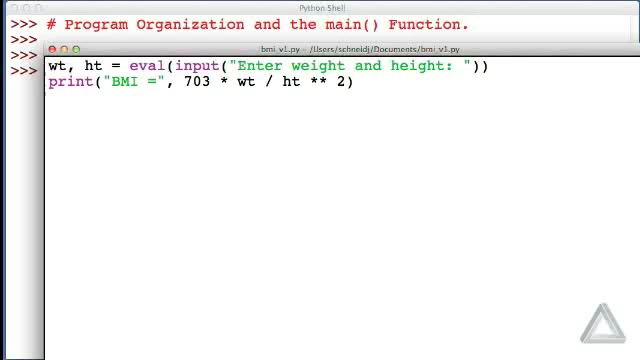 Python Shell
>>> # Program Organization and the main() Function.
>>>
>>>
>>>
bmi_v1.py – /Users/schneidj/Documents/bmi_v1.py
wt, ht = eval(input("Enter weight and height: "))
print("BMI =", 703 * wt / ht ** 2)